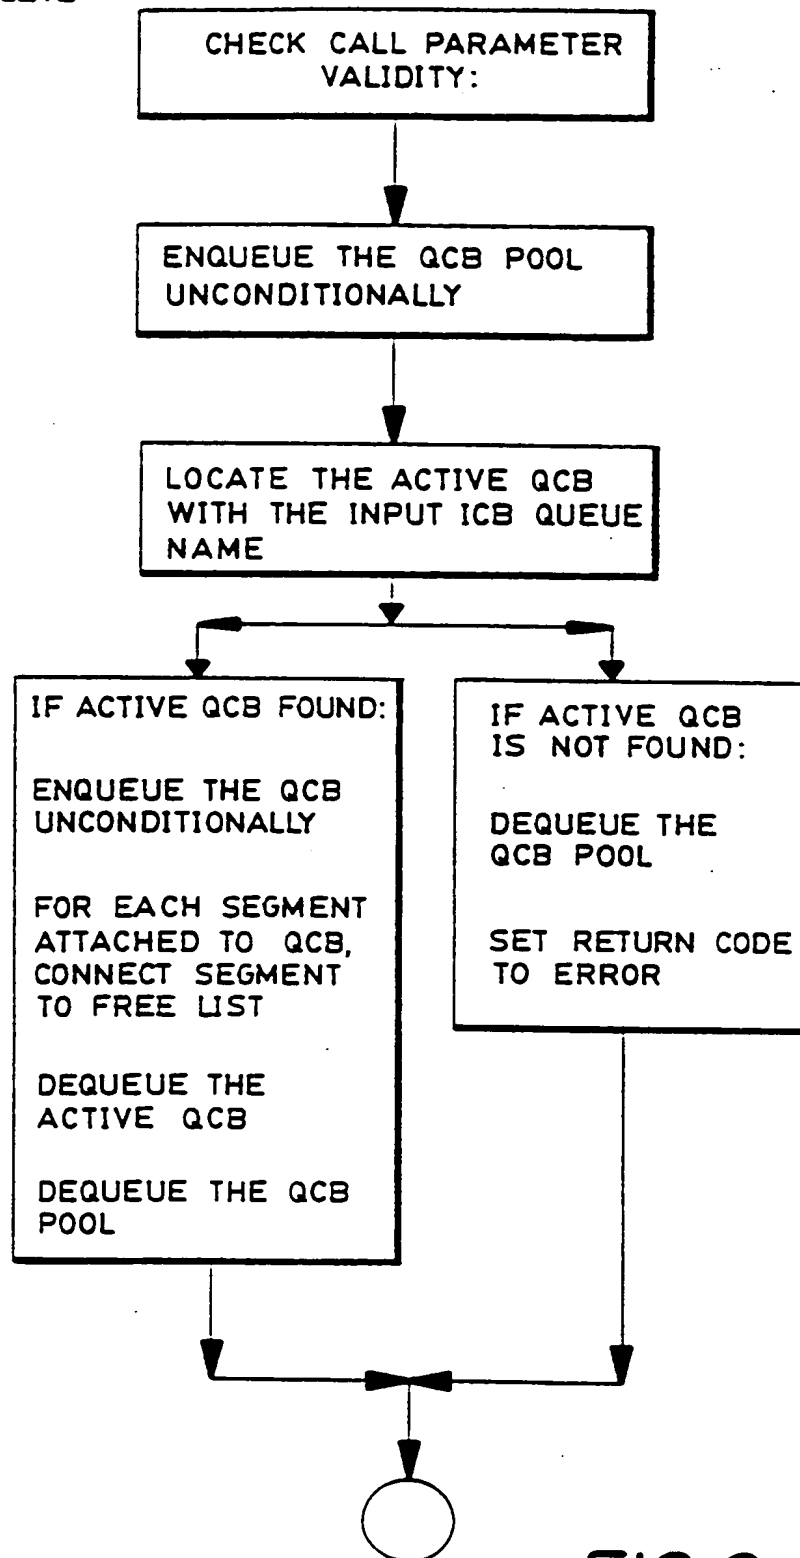 CHECK CALL PARAMETER
VALIDITY:
ENQUEUE THE QCB POOL
UNCONDITIONALLY
LOCATE THE ACTIVE QCB
WITH THE INPUT ICB QUEUE
NAME
IF ACTIVE QCB FOUND:
ENQUEUE THE QCB
UNCONDITIONALLY
FOR EACH SEGMENT
ATTACHED TO QCB,
CONNECT SEGMENT
TO FREE LIST
DEQUEUE THE
ACTIVE QCB
DEQUEUE THE QCB
POOL
IF ACTIVE QCB
IS NOT FOUND:
DEQUEUE THE
QCB POOL
SET RETURN CODE
TO ERROR